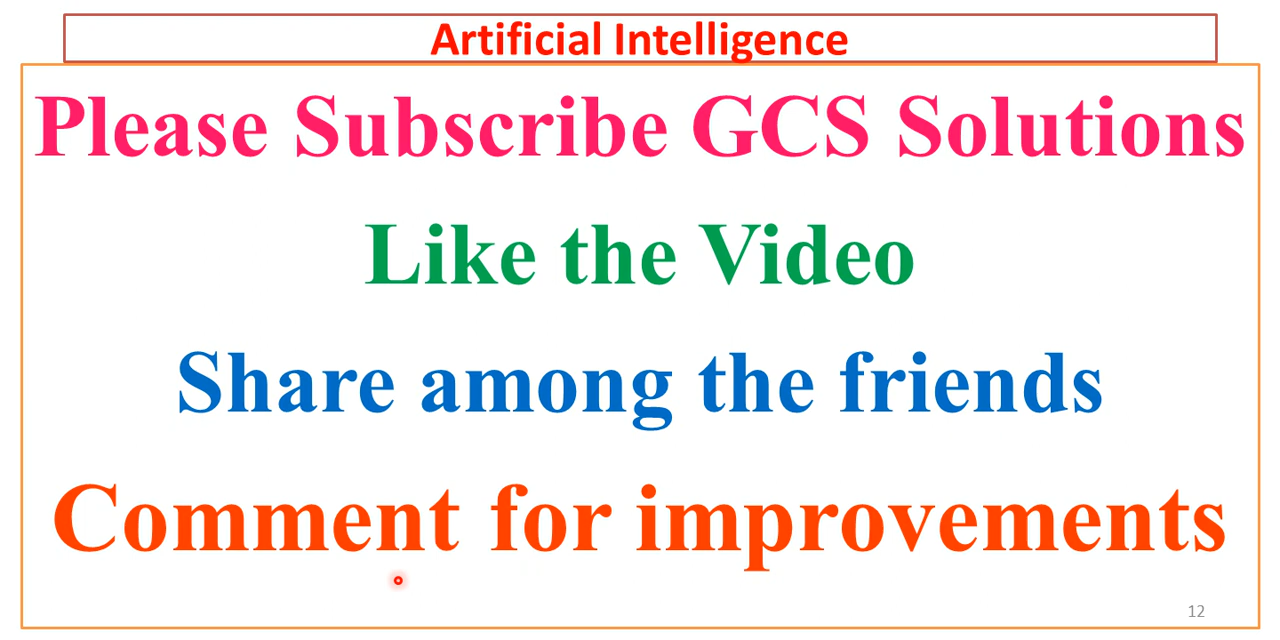 Artificial Intelligence
Please Subscribe GCS Solutions
Like the Video
Share among the friends
Comment for improvements
12